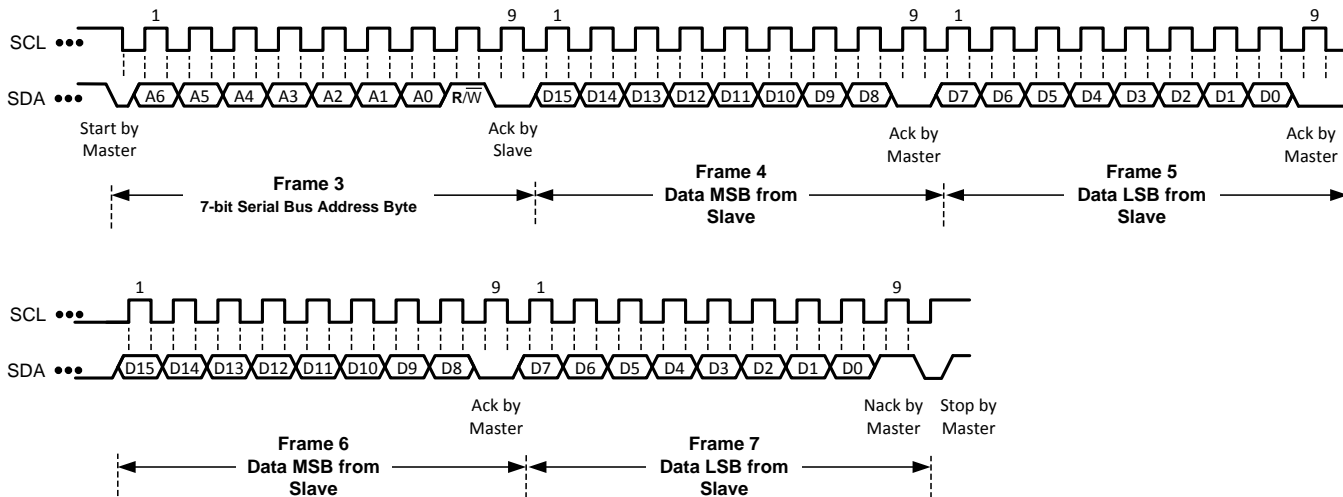 1 9 1 9 1 9
SCL •••
SDA ••• A6 A5 A4 A3 A2 A1 A0 R/W̅ D15 D14 D13 D12 D11 D10 D9 D8 D7 D6 D5 D4 D3 D2 D1 D0
Start by
Master
Ack by
Slave
Ack by
Master
Ack by
Master
Frame 3
7-bit Serial Bus Address Byte
Frame 4
Data MSB from
Slave
Frame 5
Data LSB from
Slave
1 9 1 9
SCL •••
SDA ••• D15 D14 D13 D12 D11 D10 D9 D8 D7 D6 D5 D4 D3 D2 D1 D0
Ack by
Master
Nack by
Master
Stop by
Master
Frame 6
Data MSB from
Slave
Frame 7
Data LSB from
Slave